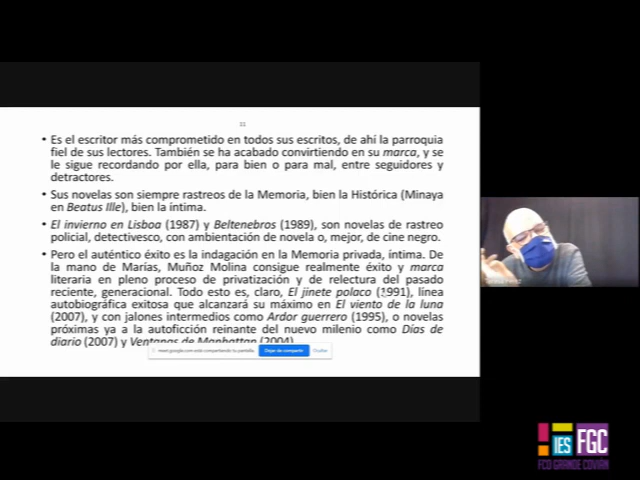 11
• Es el escritor más comprometido en todos sus escritos, de ahí la parroquia
fiel de sus lectores. También se ha acabado convirtiendo en su marca, y se
le sigue recordando por ella, para bien o para mal, entre seguidores y
detractores.
• Sus novelas son siempre rastreos de la Memoria, bien la Histórica (Minaya
en Beatus Ille), bien la íntima.
• El invierno en Lisboa (1987) y Beltenebros (1989), son novelas de rastreo
policial, detectivesco, con ambientación de novela o, mejor, de cine negro.
• Pero el auténtico éxito es la indagación en la Memoria privada, íntima. De
la mano de Marías, Muñoz Molina consigue realmente éxito y marca
literaria en pleno proceso de privatización y de relectura del pasado
reciente, generacional. Todo esto es, claro, El jinete polaco (1991), línea
autobiográfica exitosa que alcanzará su máximo en El viento de la luna
(2007), y con jalones intermedios como Ardor guerrero (1995), o novelas
próximas ya a la autoficción reinante del nuevo milenio como Días de
diario (2007) y Ventanas de Manhattan (2004)
meet.google.com está compartiendo tu pantalla.
Dejar de compartir
Ocultar
IES FGC
FCO GRANDE COVIÁN